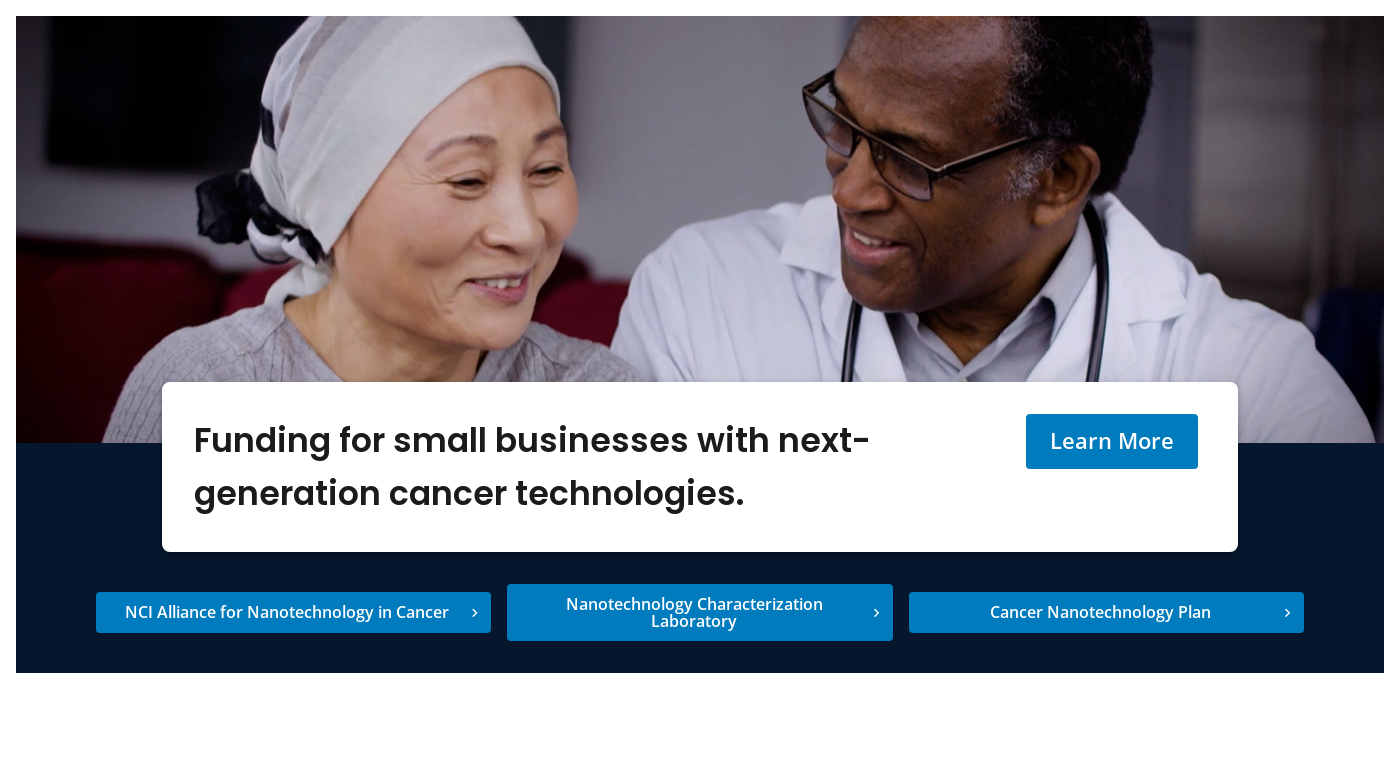 Funding for small businesses with next-
generation cancer technologies.
Learn More
NCI Alliance for Nanotechnology in Cancer
Nanotechnology Characterization
Laboratory
Cancer Nanotechnology Plan